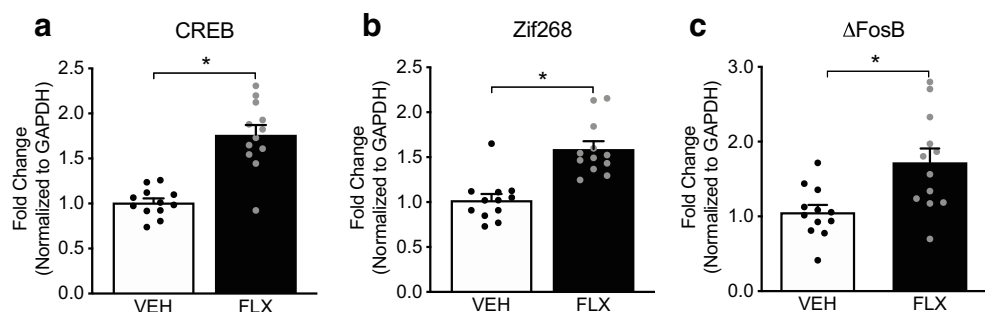 a
CREB
Fold Change
(Normalized to GAPDH)
2.5
2.0
1.5
1.0
0.5
0.0
*
VEH
FLX
b
Zif268
Fold Change
(Normalized to GAPDH)
2.5
2.0
1.5
1.0
0.5
0.0
*
VEH
FLX
c
ΔFosB
Fold Change
(Normalized to GAPDH)
3.0
2.0
1.0
0.0
*
VEH
FLX